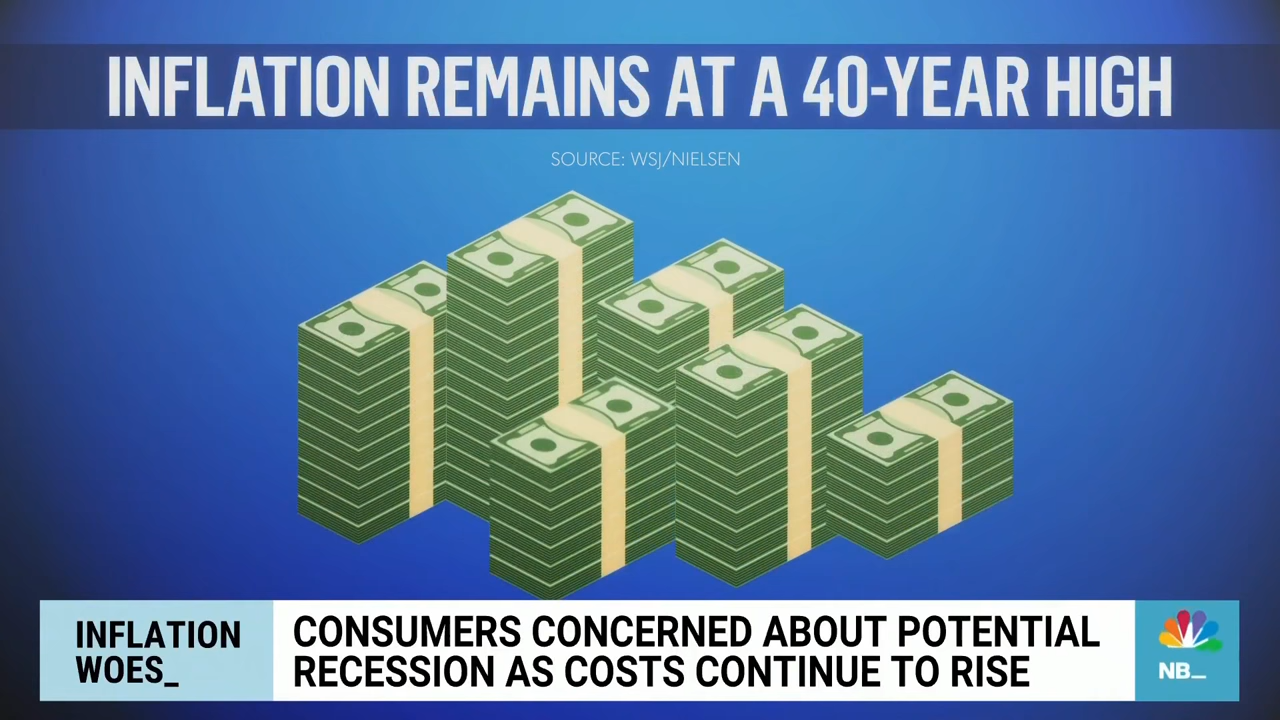 INFLATION REMAINS AT A 40-YEAR HIGH
SOURCE: WSJ/NIELSEN
INFLATION
WOES_
CONSUMERS CONCERNED ABOUT POTENTIAL
RECESSION AS COSTS CONTINUE TO RISE
NB_